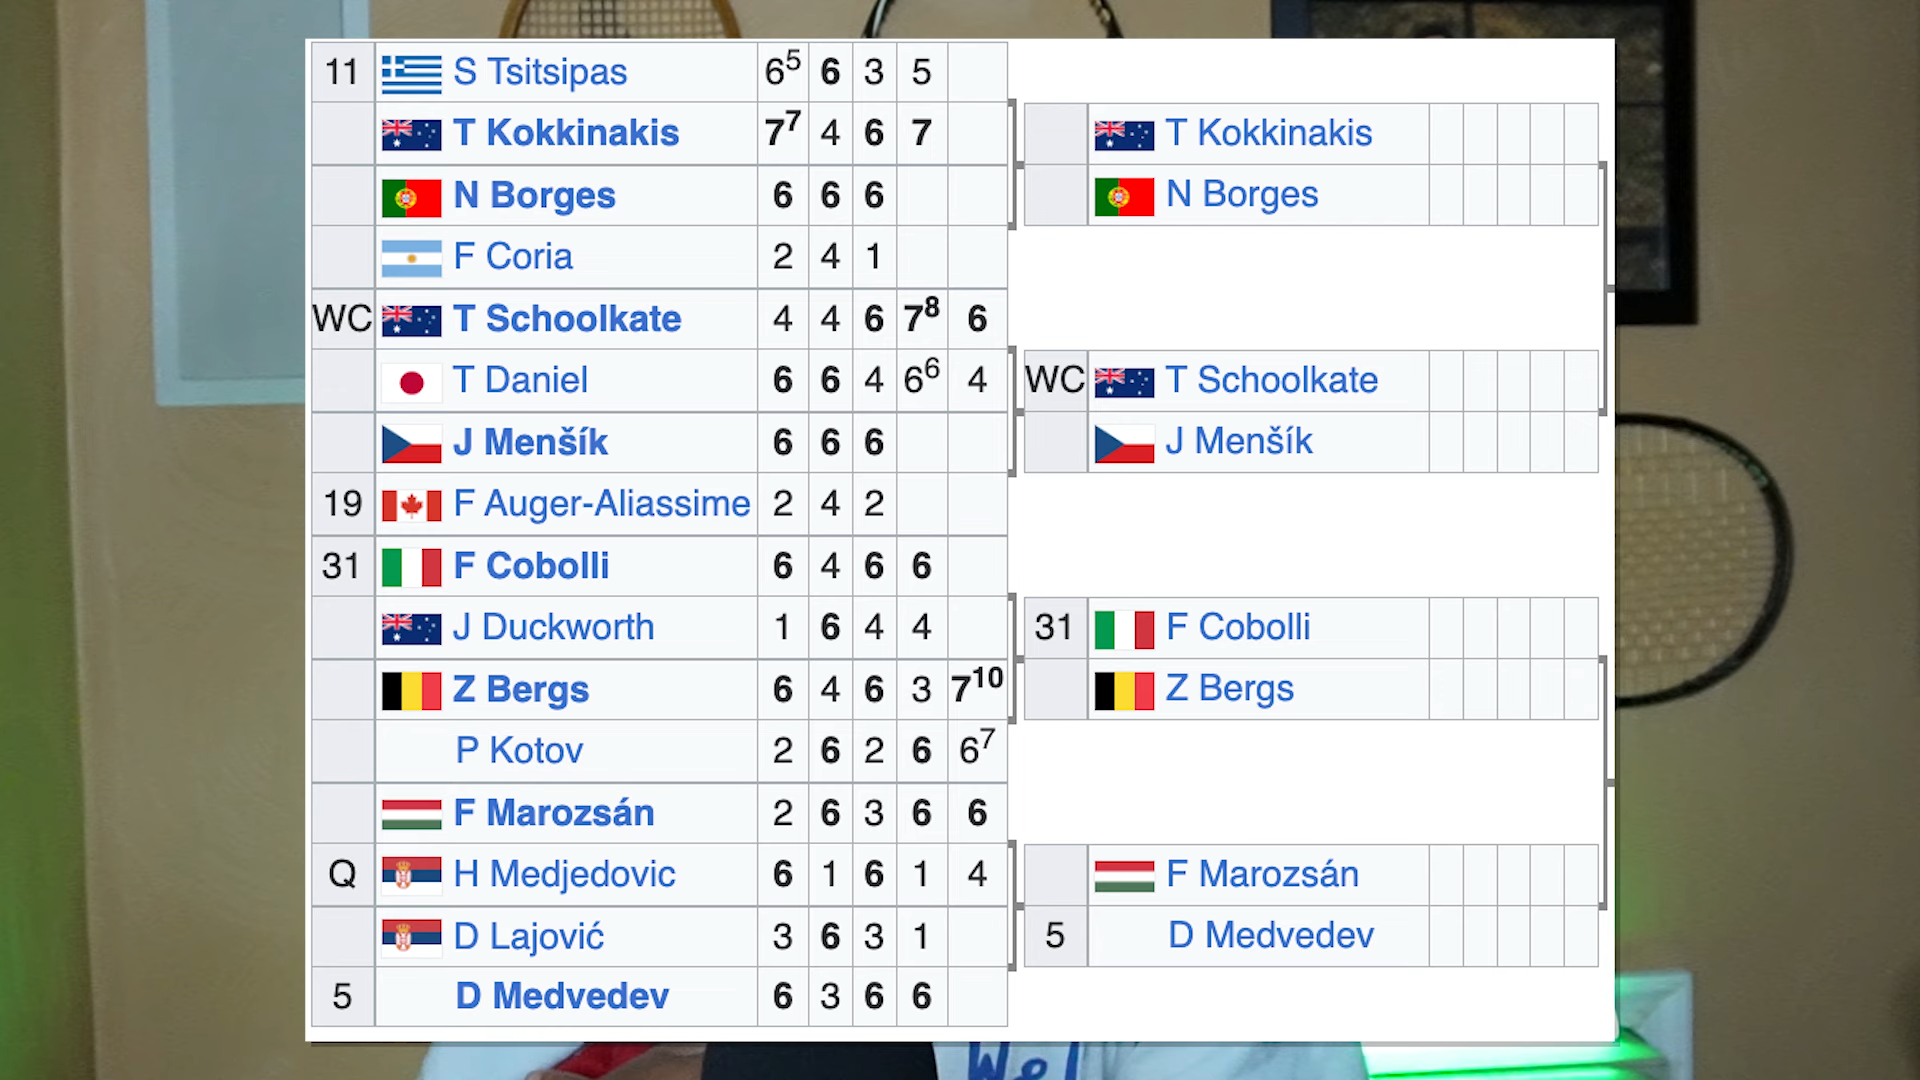 11 S Tsitsipas 6⁵ 6 3 5
T Kokkinakis 7⁷ 4 6 7
N Borges 6 6 6
F Coria 2 4 1
WC T Schoolkate 4 4 6 7⁸ 6
T Daniel 6 6 4 6⁶ 4
J Menšík 6 6 6
19 F Auger-Aliassime 2 4 2
31 F Cobolli 6 4 6 6
J Duckworth 1 6 4 4
Z Bergs 6 4 6 3 7¹⁰
P Kotov 2 6 2 6 6⁷
F Marozsán 2 6 3 6 6
Q H Medjedovic 6 1 6 1 4
D Lajović 3 6 3 1
5 D Medvedev 6 3 6 6
T Kokkinakis
N Borges
WC T Schoolkate
J Menšík
31 F Cobolli
Z Bergs
F Marozsán
5 D Medvedev